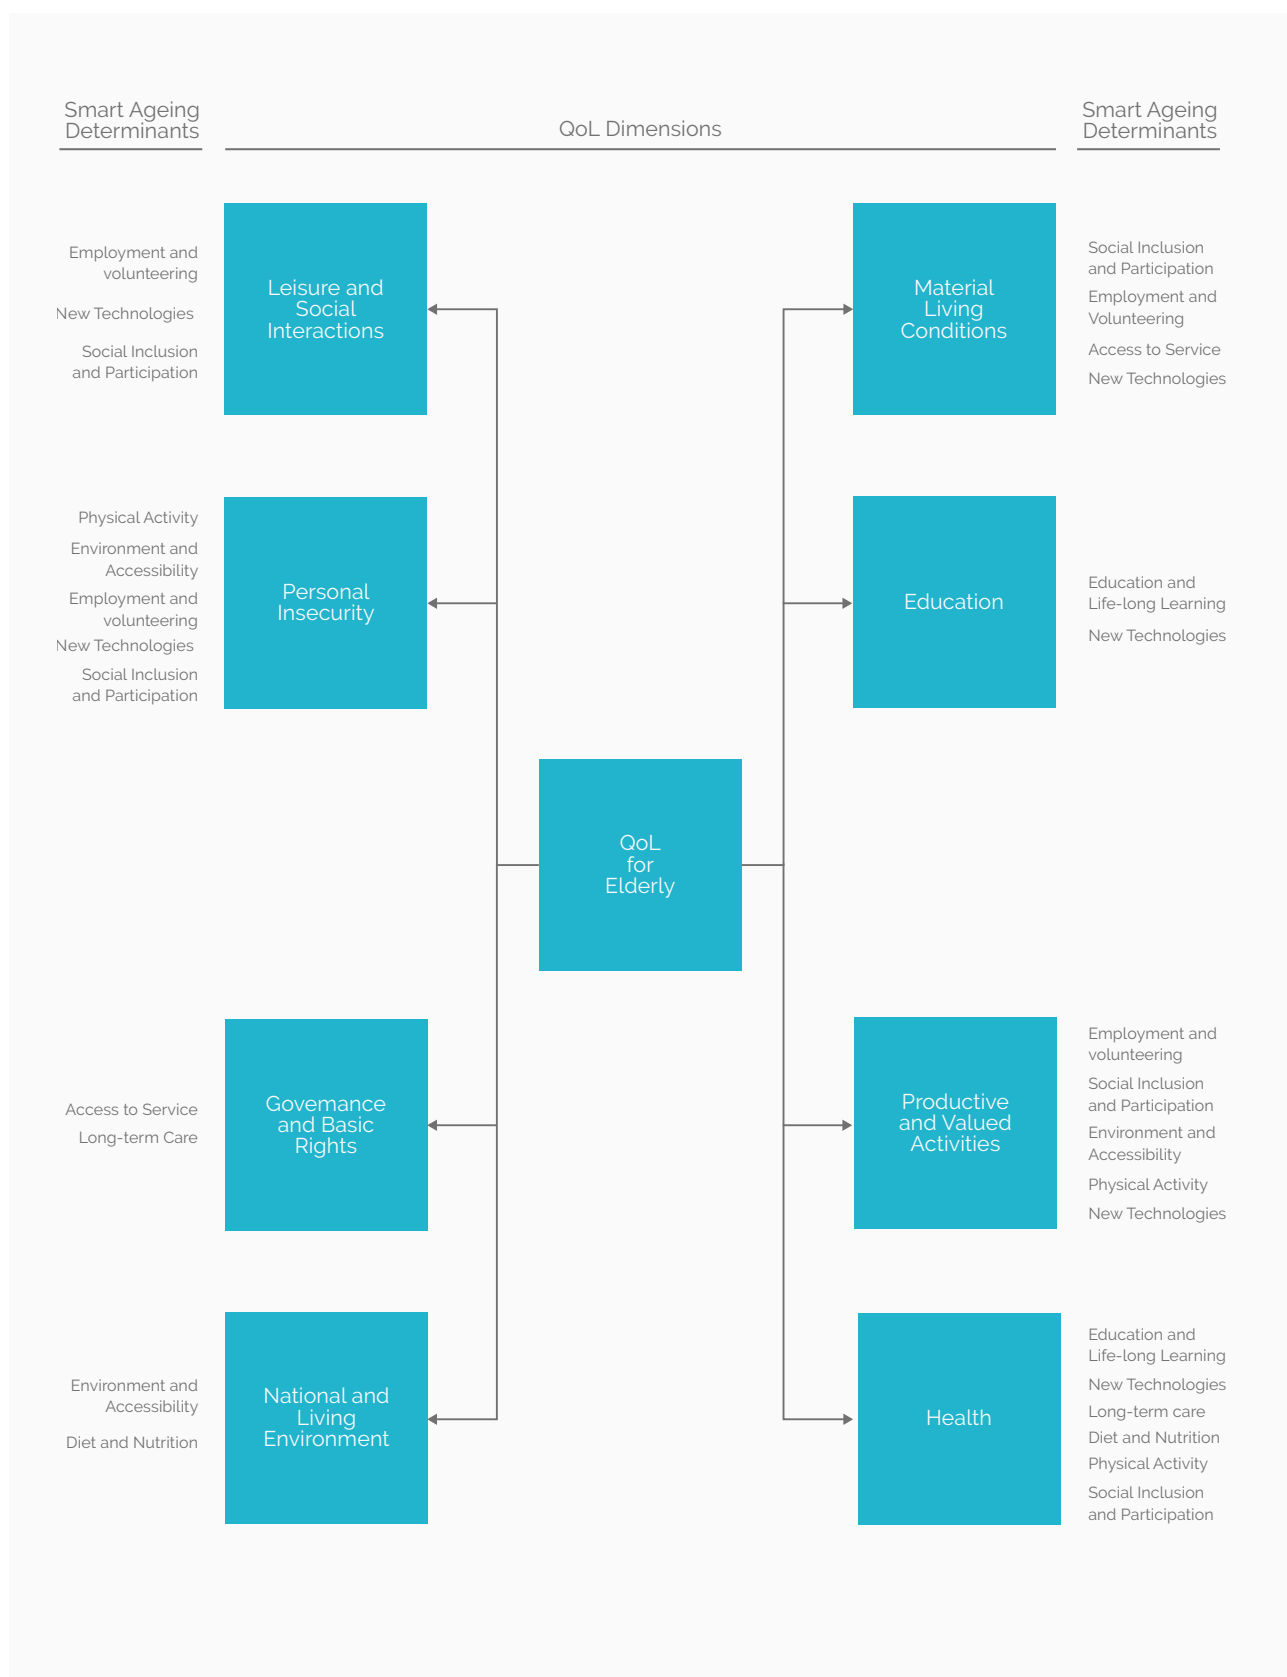 Smart Ageing
Determinants
QoL Dimensions
Smart Ageing
Determinants
Employment and
volunteering
New Technologies
Social Inclusion
and Participation
Leisure and
Social
Interactions
Material
Living
Conditions
Social Inclusion
and Participation
Employment and
Volunteering
Access to Service
New Technologies
Physical Activity
Environment and
Accessibility
Employment and
volunteering
New Technologies
Social Inclusion
and Participation
Personal
Insecurity
Education
Education and
Life-long Learning
New Technologies
QoL
for
Elderly
Access to Service
Long-term Care
Governance
and Basic
Rights
Productive
and Valued
Activities
Employment and
volunteering
Social Inclusion
and Participation
Environment and
Accessibility
Physical Activity
New Technologies
Environment and
Accessibility
Diet and Nutrition
National and
Living
Environment
Health
Education and
Life-long Learning
New Technologies
Long-term care
Diet and Nutrition
Physical Activity
Social Inclusion
and Participation